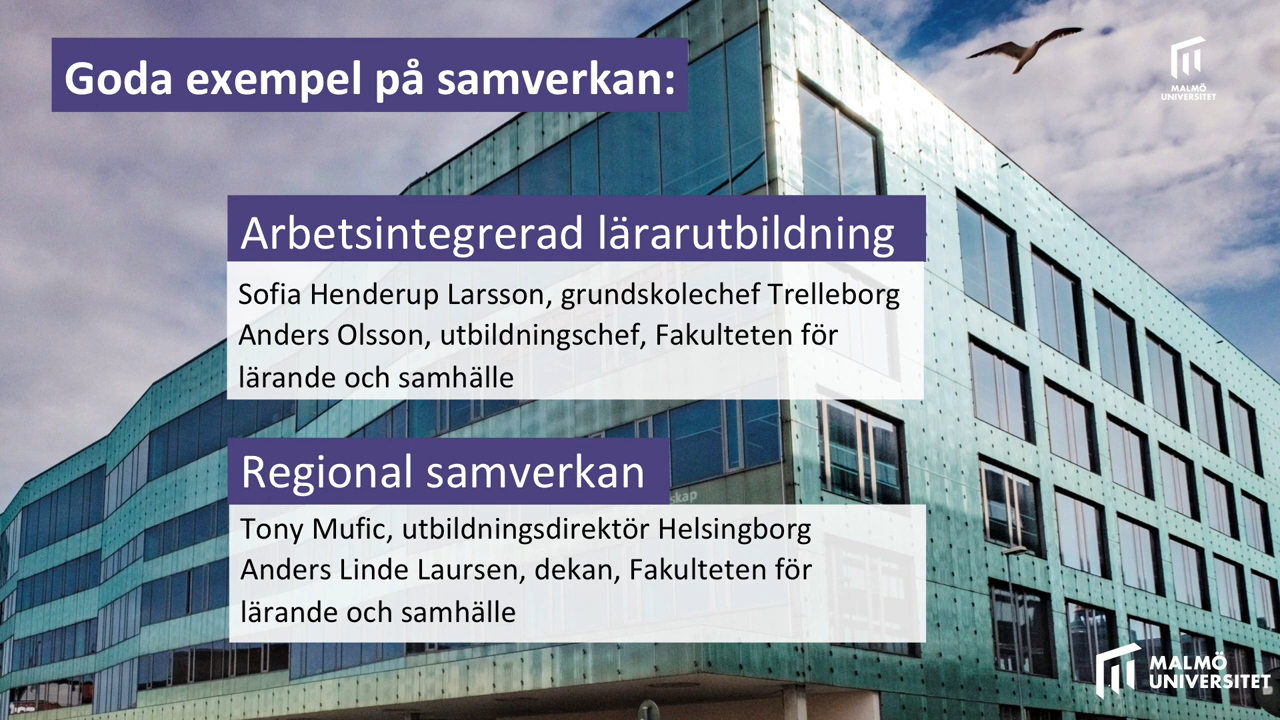 Goda exempel på samverkan:
MALMÖ
UNIVERSITET
Arbetsintegrerad lärarutbildning
Sofia Henderup Larsson, grundskolechef Trelleborg
Anders Olsson, utbildningschef, Fakulteten för
lärande och samhälle
Regional samverkan
skap
Tony Mufic, utbildningsdirektör Helsingborg
Anders Linde Laursen, dekan, Fakulteten för
lärande och samhälle
MALMÖ
UNIVERSITET